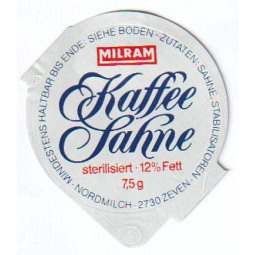 MILRAM
Kaffee
Sahne
sterilisiert · 12% Fett
7,5 g
MINDESTENS HALTBAR BIS ENDE: SIEHE BODEN - ZUTATEN: SAHNE, STABILISATOREN
NORDMILCH - 2730 ZEVEN